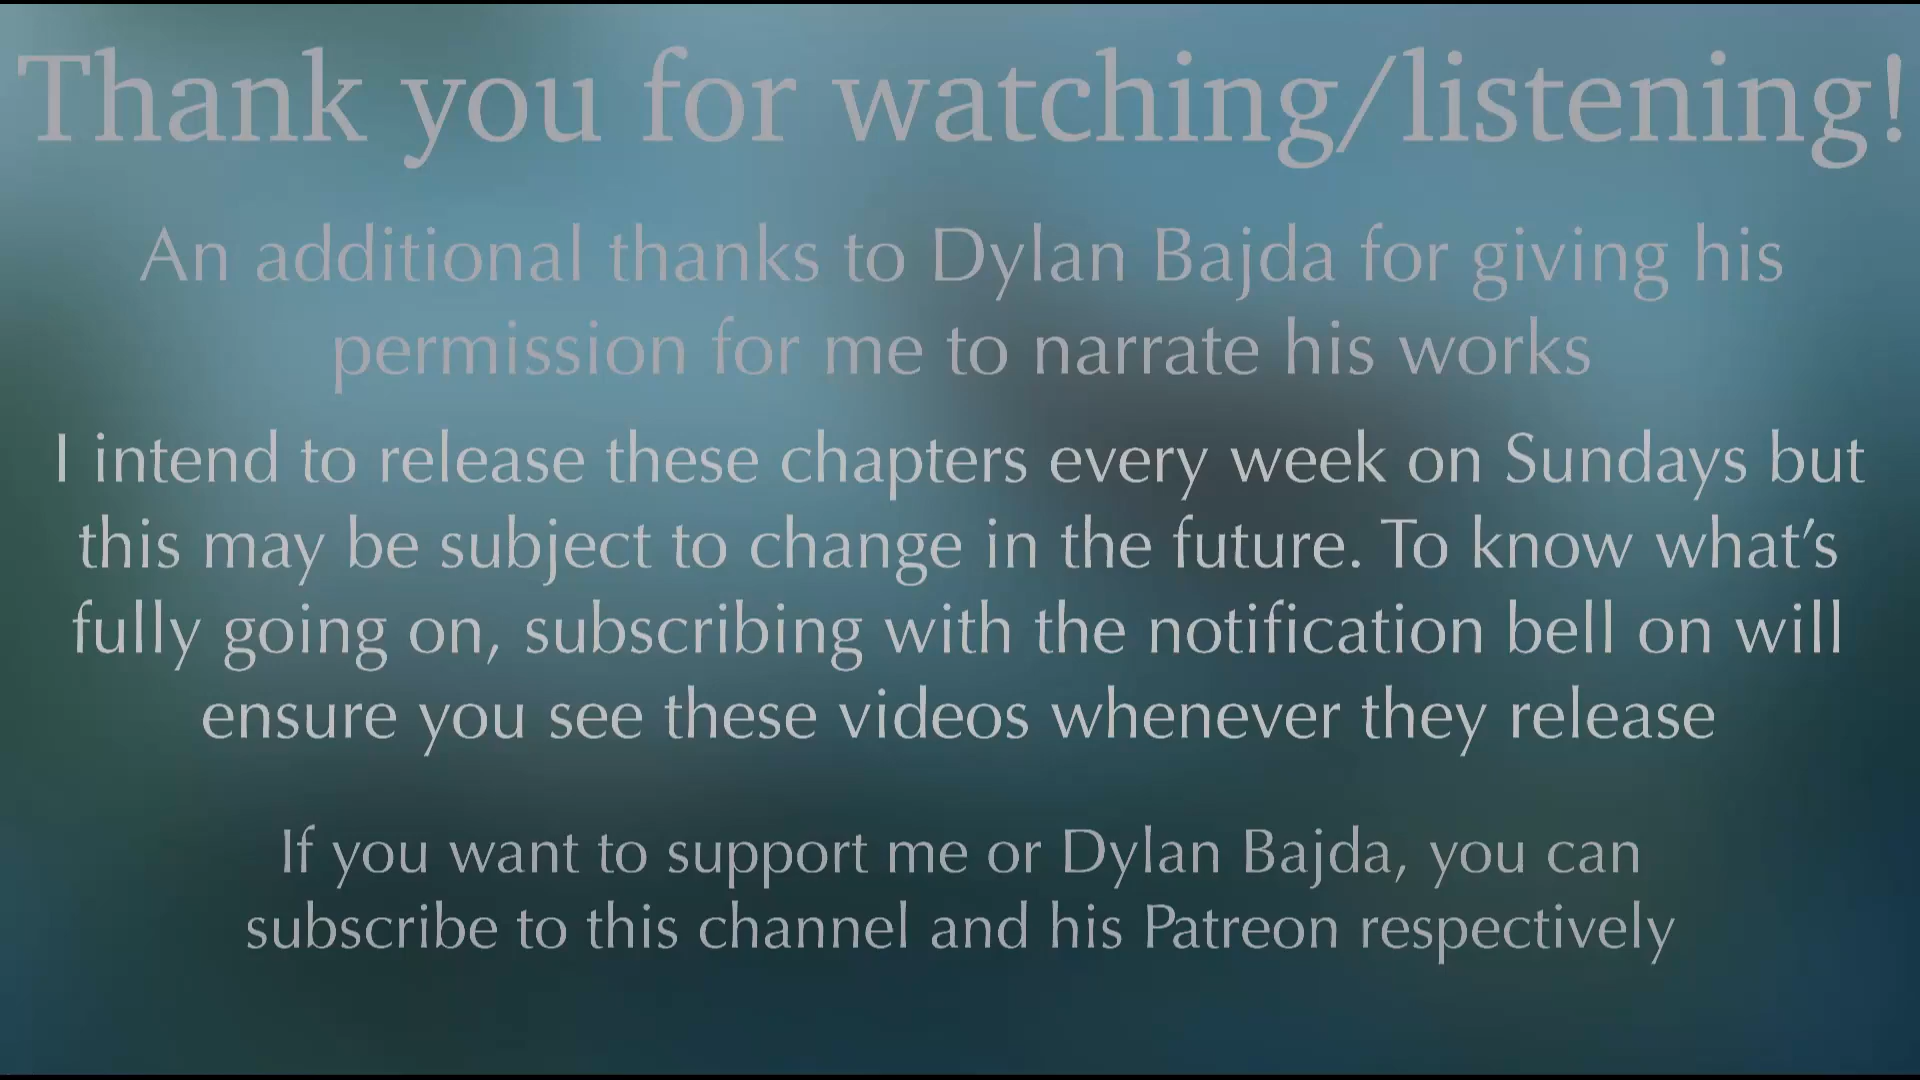 Thank you for watching/listening!
An additional thanks to Dylan Bajda for giving his
permission for me to narrate his works
I intend to release these chapters every week on Sundays but
this may be subject to change in the future. To know what's
fully going on, subscribing with the notification bell on will
ensure you see these videos whenever they release
If you want to support me or Dylan Bajda, you can
subscribe to this channel and his Patreon respectively